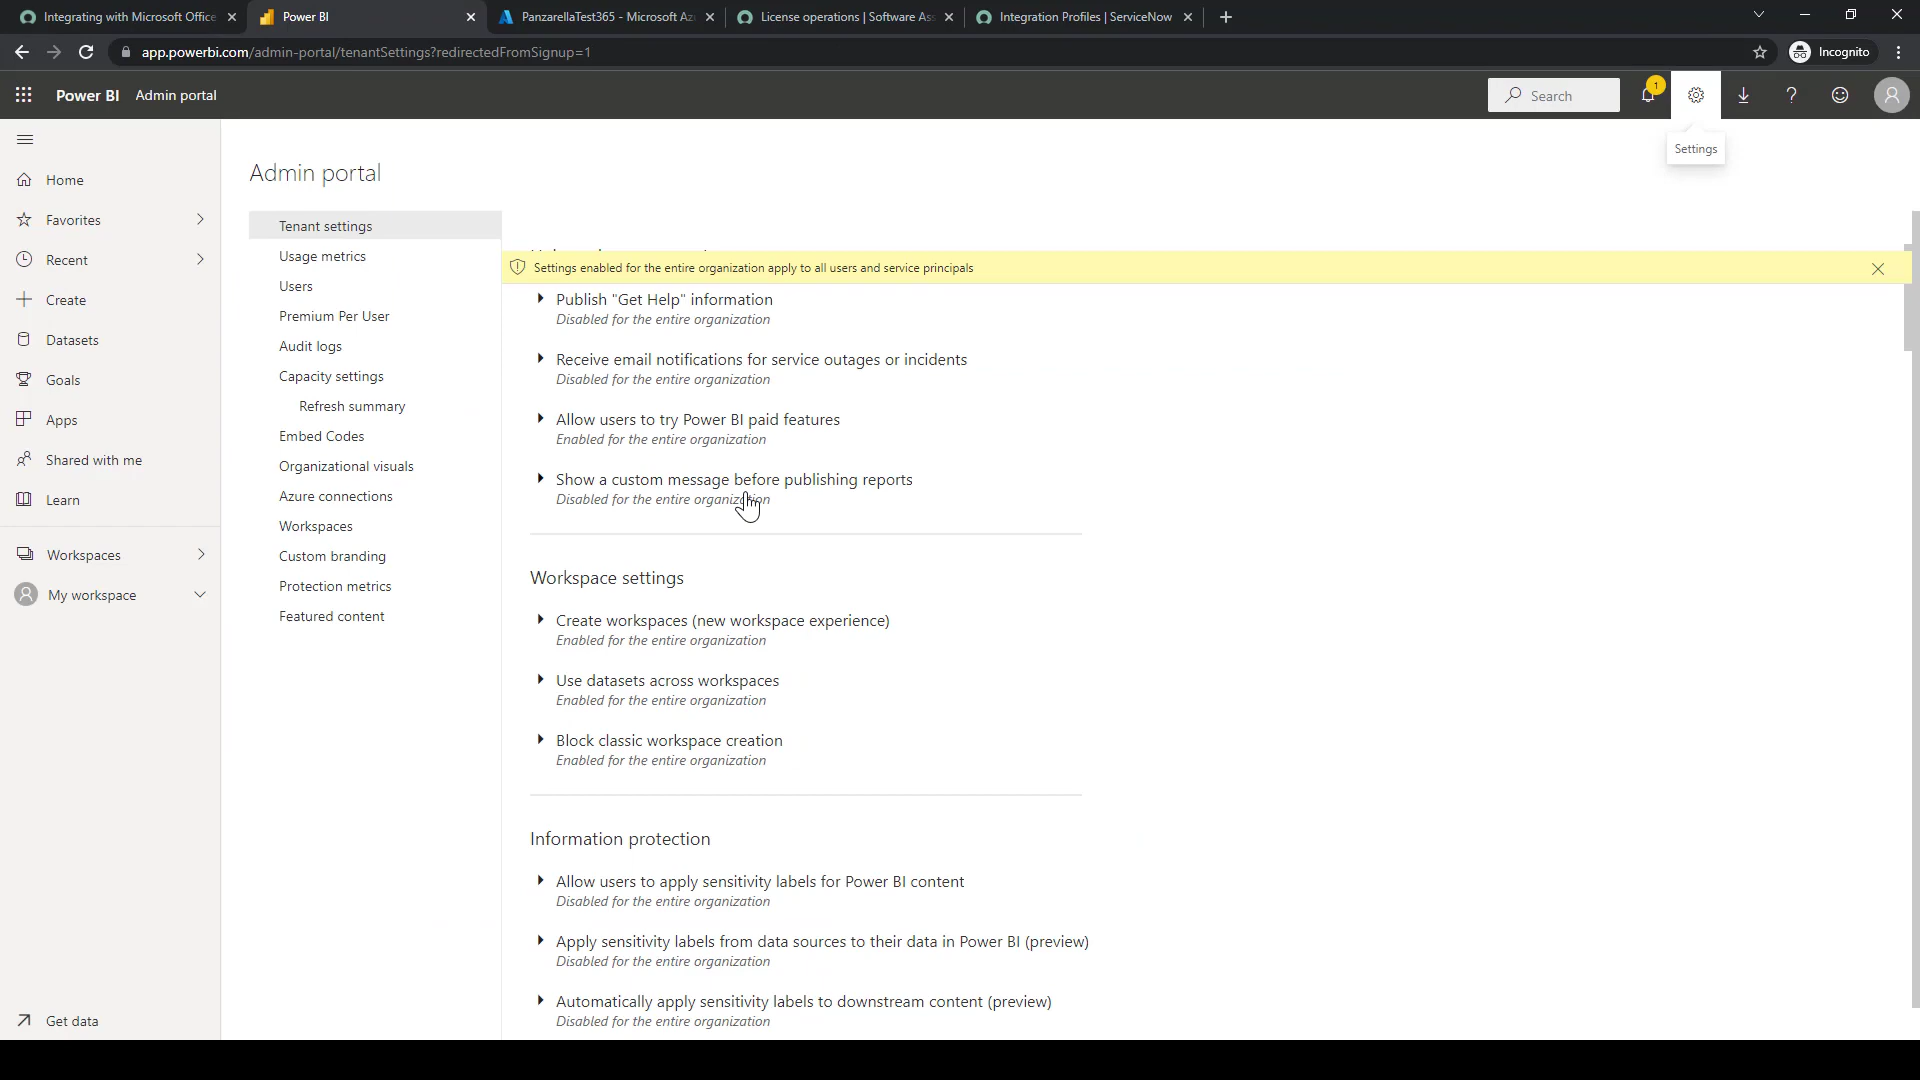 Integrating with Microsoft Office
Power BI
PanzarellaTest365 - Microsoft Az
License operations | Software Ass
Integration Profiles | ServiceNow
app.powerbi.com/admin-portal/tenantSettings?redirectedFromSignup=1
Incognito
Power BI
Admin portal
Search
1
Settings
Home
Favorites
Recent
Create
Datasets
Goals
Apps
Shared with me
Learn
Workspaces
My workspace
Get data
Admin portal
Tenant settings
Usage metrics
Users
Premium Per User
Audit logs
Capacity settings
Refresh summary
Embed Codes
Organizational visuals
Azure connections
Workspaces
Custom branding
Protection metrics
Featured content
Settings enabled for the entire organization apply to all users and service principals
Publish "Get Help" information
Disabled for the entire organization
Receive email notifications for service outages or incidents
Disabled for the entire organization
Allow users to try Power BI paid features
Enabled for the entire organization
Show a custom message before publishing reports
Disabled for the entire organization
Workspace settings
Create workspaces (new workspace experience)
Enabled for the entire organization
Use datasets across workspaces
Enabled for the entire organization
Block classic workspace creation
Enabled for the entire organization
Information protection
Allow users to apply sensitivity labels for Power BI content
Disabled for the entire organization
Apply sensitivity labels from data sources to their data in Power BI (preview)
Disabled for the entire organization
Automatically apply sensitivity labels to downstream content (preview)
Disabled for the entire organization